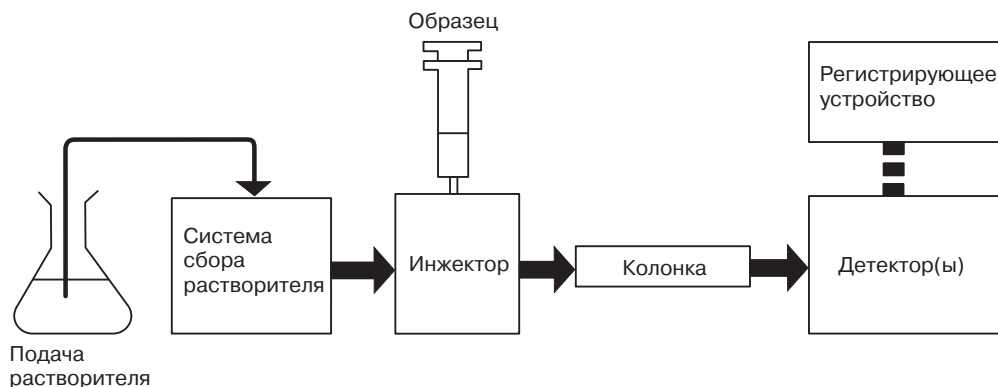 Образец
Регистрирующее
устройство
Система
сбора
растворителя
Инжектор
Колонка
Детектор(ы)
Подача
растворителя